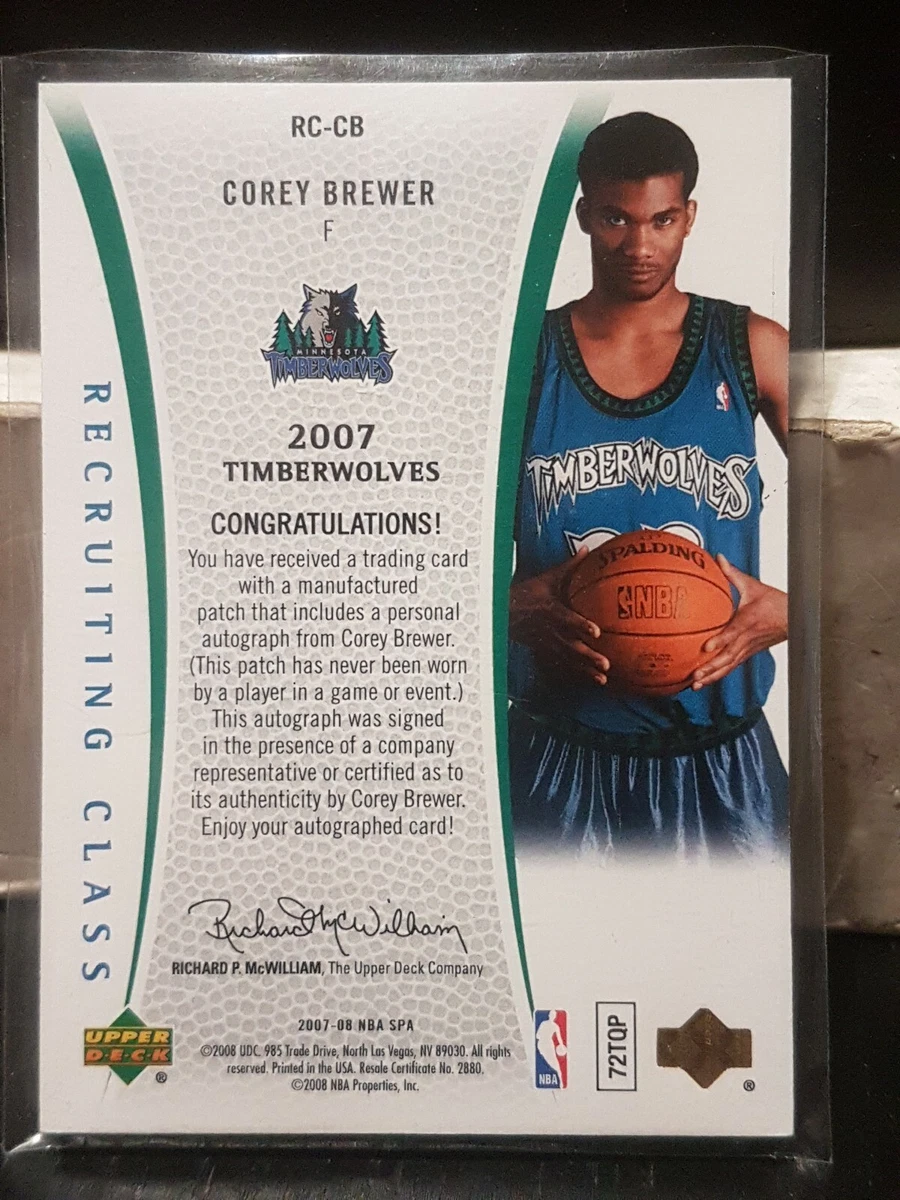 RC-CB
COREY BREWER
F
MINNESOTA
TIMBERWOLVES
2007
TIMBERWOLVES
CONGRATULATIONS!
You have received a trading card
with a manufactured
patch that includes a personal
autograph from Corey Brewer.
(This patch has never been worn
by a player in a game or event.)
This autograph was signed
in the presence of a company
representative or certified as to
its authenticity by Corey Brewer.
Enjoy your autographed card!
Richard P. McWilliam
RICHARD P. McWILLIAM, The Upper Deck Company
2007-08 NBA SPA
©2008 UDC. 985 Trade Drive, North Las Vegas, NV 89030. All rights
reserved. Printed in the USA. Resale Certificate No. 2880.
©2008 NBA Properties, Inc.
RECRUITING CLASS
UPPER
DECK
®
TIMBERWOLVES
SPALDING
NBA
NBA
72TQP
®